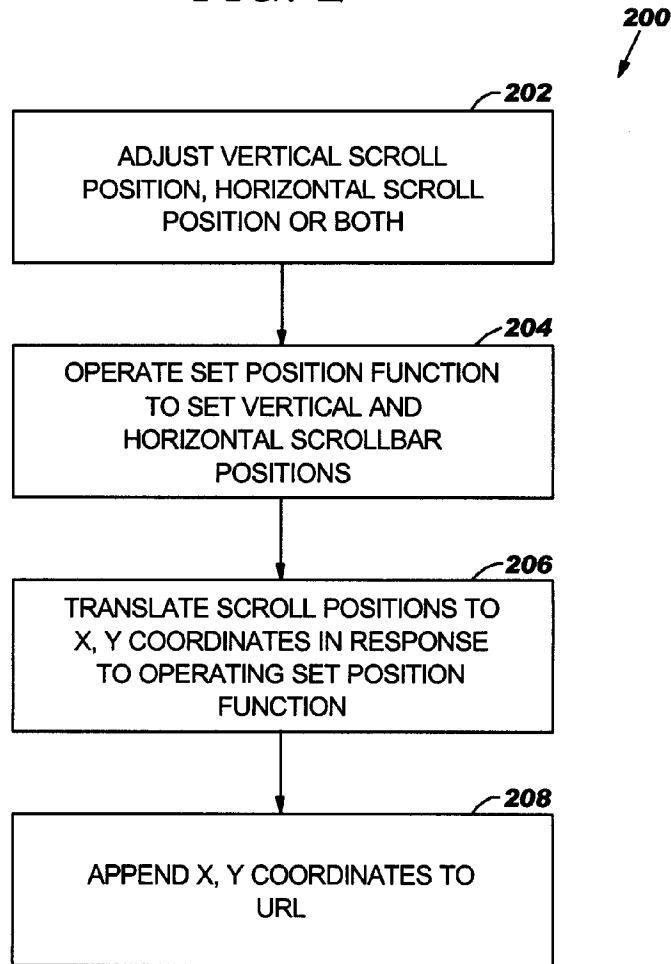 200
202
ADJUST VERTICAL SCROLL
POSITION, HORIZONTAL SCROLL
POSITION OR BOTH
204
OPERATE SET POSITION FUNCTION
TO SET VERTICAL AND
HORIZONTAL SCROLLBAR
POSITIONS
206
TRANSLATE SCROLL POSITIONS TO
X, Y COORDINATES IN RESPONSE
TO OPERATING SET POSITION
FUNCTION
208
APPEND X, Y COORDINATES TO
URL